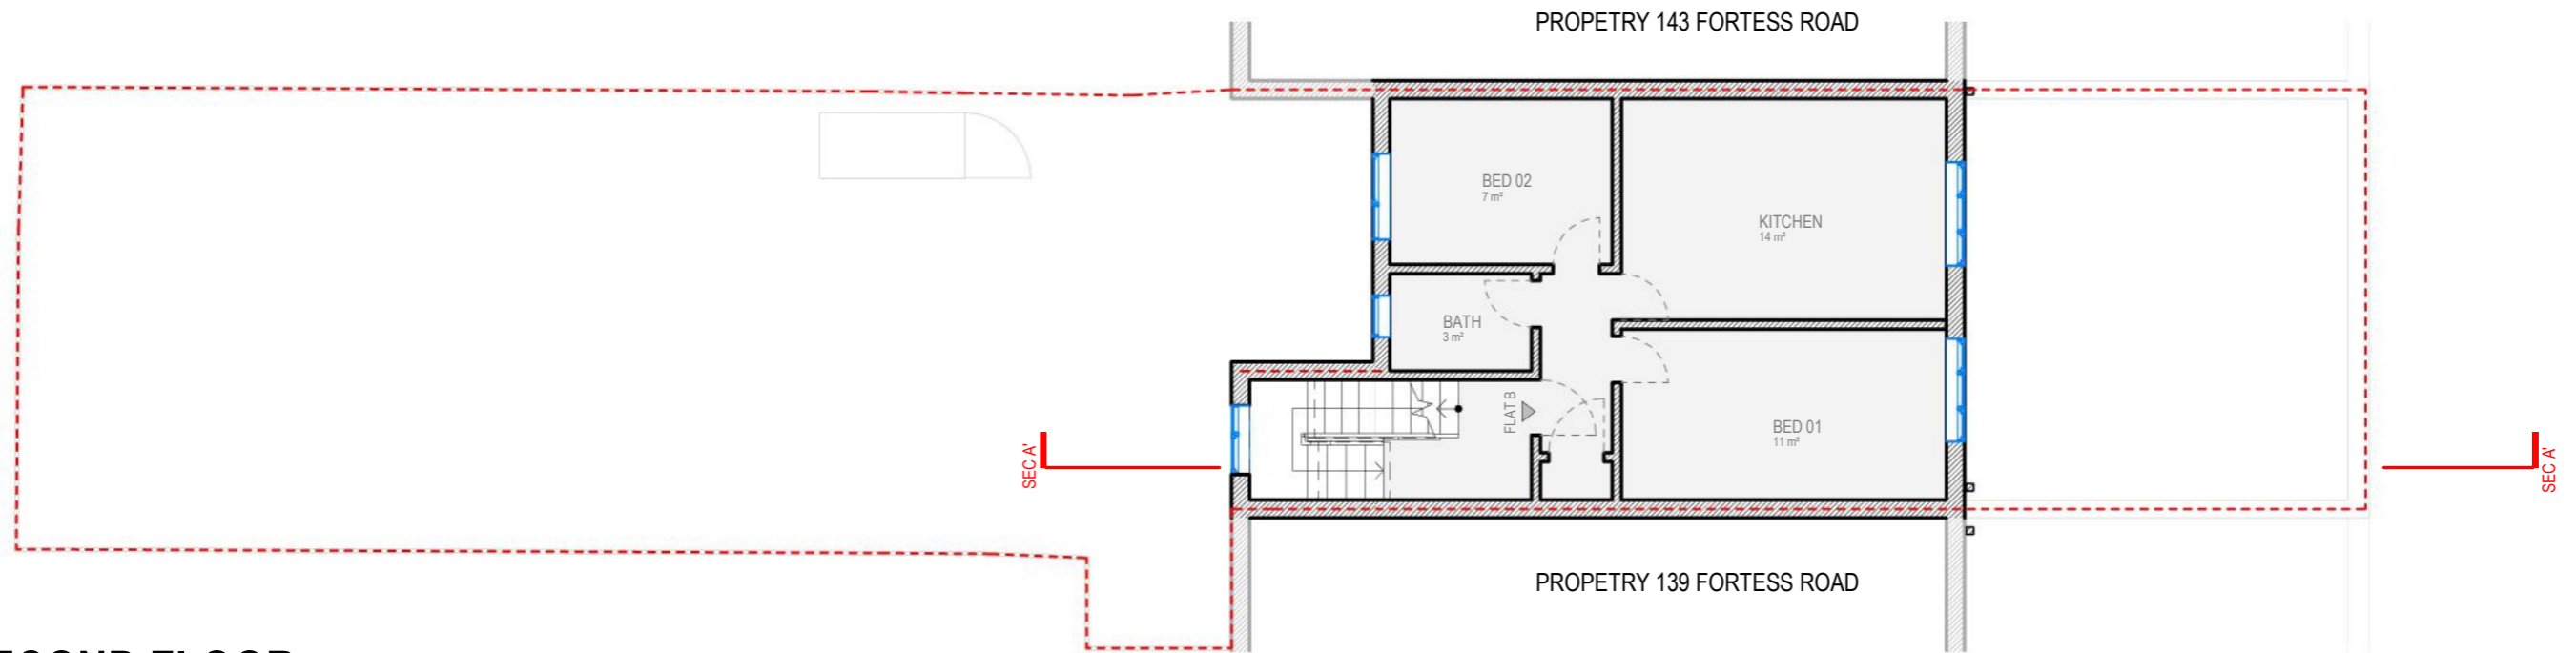 PROPETRY 143 FORTESS ROAD
BED 02
7 m²
KITCHEN
14 m²
BATH
3 m²
FLAT B
BED 01
11 m²
SEC A'
SEC A'
PROPETRY 139 FORTESS ROAD